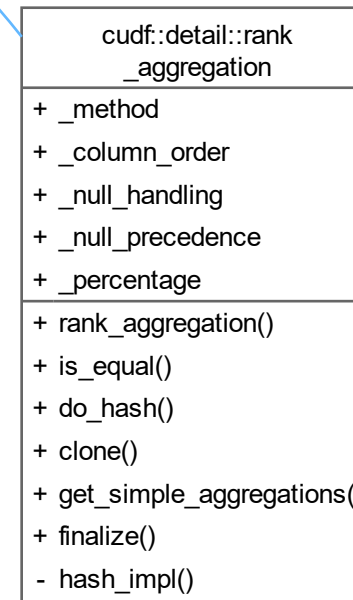 cudf::detail::rank
_aggregation
+ _method
+ _column_order
+ _null_handling
+ _null_precedence
+ _percentage
+ rank_aggregation()
+ is_equal()
+ do_hash()
+ clone()
+ get_simple_aggregations(
+ finalize()
- hash_impl()